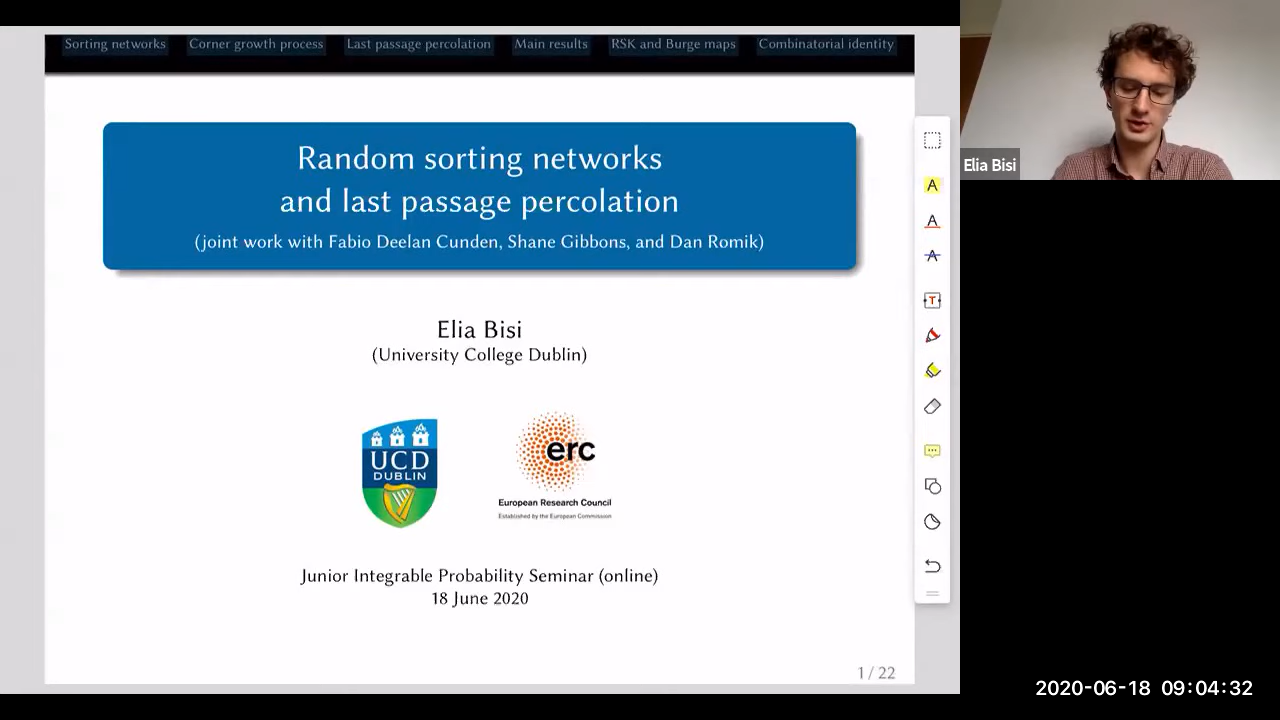 Sorting networks Corner growth process Last passage percolation Main results RSK and Burge maps Combinatorial identity
Random sorting networks
and last passage percolation
(joint work with Fabio Deelan Cunden, Shane Gibbons, and Dan Romik)
Elia Bisi
(University College Dublin)
UCD
DUBLIN
erc
European Research Council
Established by the European Commission
Junior Integrable Probability Seminar (online)
18 June 2020
1 / 22
A
A
A
T
Elia Bisi
2020-06-18 09:04:32